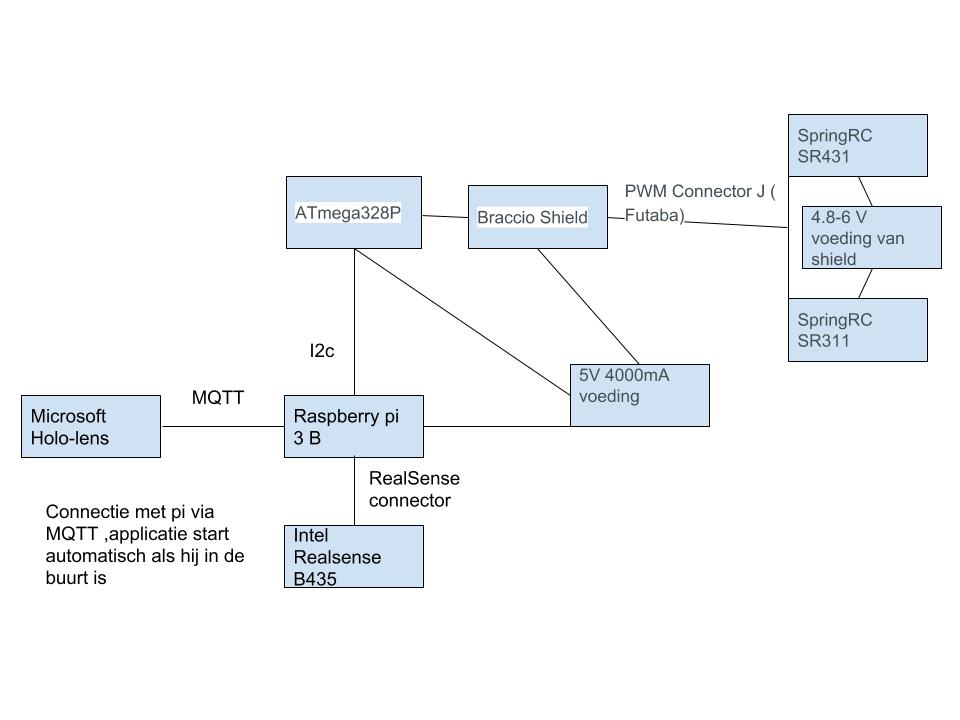 SpringRC
SR431
ATmega328P
Braccio Shield
PWM Connector J (
Futaba)
4.8-6 V
voeding van
shield
SpringRC
SR311
I2c
5V 4000mA
voeding
MQTT
Microsoft
Holo-lens
Raspberry pi
3 B
RealSense
connector
Connectie met pi via
MQTT ,applicatie start
automatisch als hij in de
buurt is
Intel
Realsense
B435